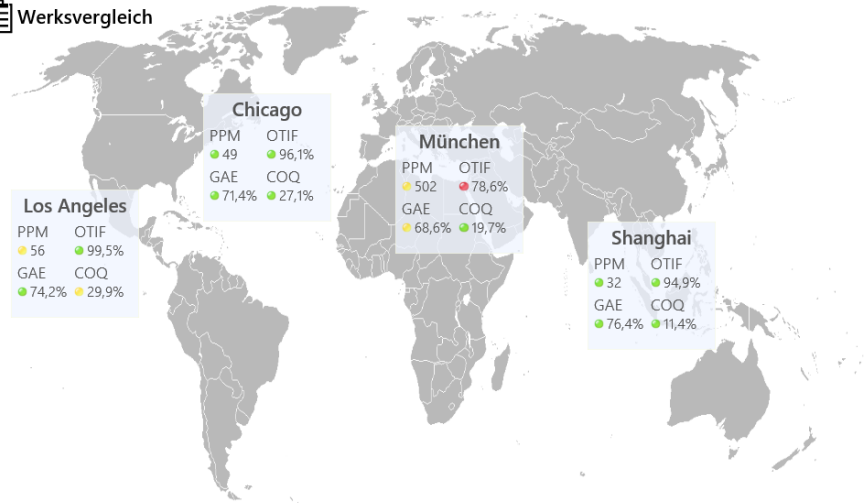 Werksvergleich
Chicago
PPM OTIF
49 96,1%
GAE COQ
71,4% 27,1%
München
PPM OTIF
502 78,6%
GAE COQ
68,6% 19,7%
Los Angeles
PPM OTIF
56 99,5%
GAE COQ
74,2% 29,9%
Shanghai
PPM OTIF
32 94,9%
GAE COQ
76,4% 11,4%